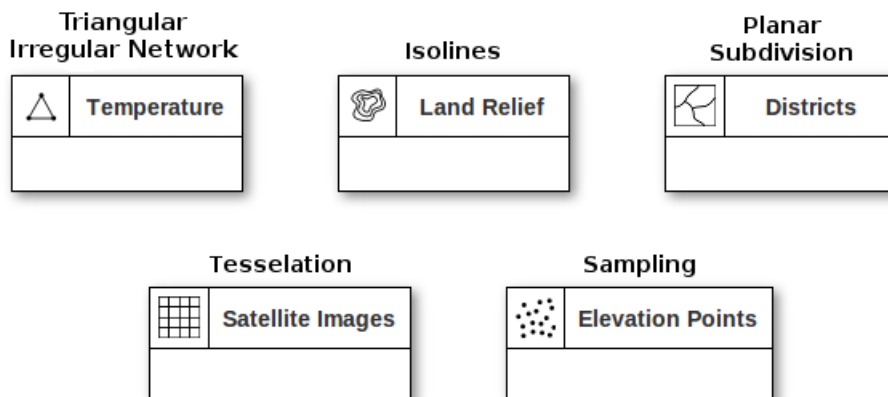 Triangular
Irregular Network
Isolines
Planar
Subdivision
Temperature
Land Relief
Districts
Tesselation
Sampling
Satellite Images
Elevation Points